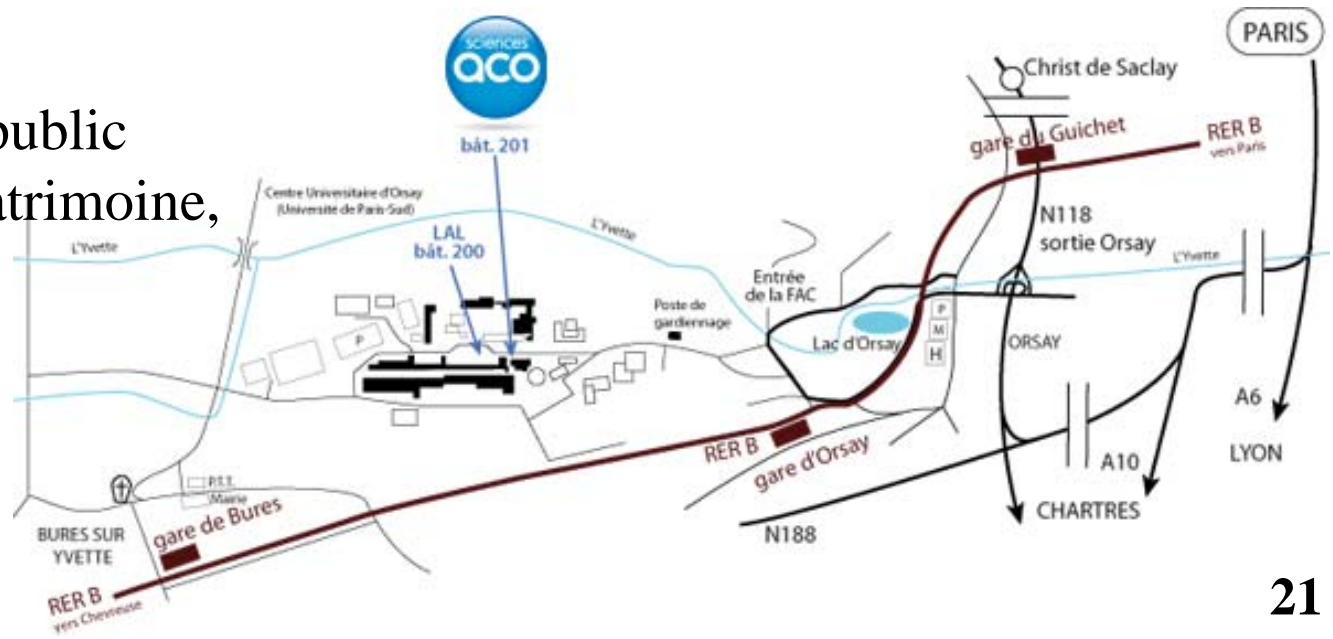 public
atrimoine,
sciences
aco
bât. 201
LAL
bât. 200
Centre Universitaire d'Orsay
(Université de Paris-Sud)
L'Yvette
L'Yvette
L'Yvette
P
Poste de
gardiennage
Entrée
de la FAC
Lac d'Orsay
P
M
H
PARIS
Christ de Saclay
gare du Guichet
RER B
vers Paris
N118
sortie Orsay
ORSAY
A6
LYON
A10
CHARTRES
N188
RER B
gare d'Orsay
P.T.T.
Mairie
gare de Bures
BURES SUR
YVETTE
RER B
vers Chevreuse
21